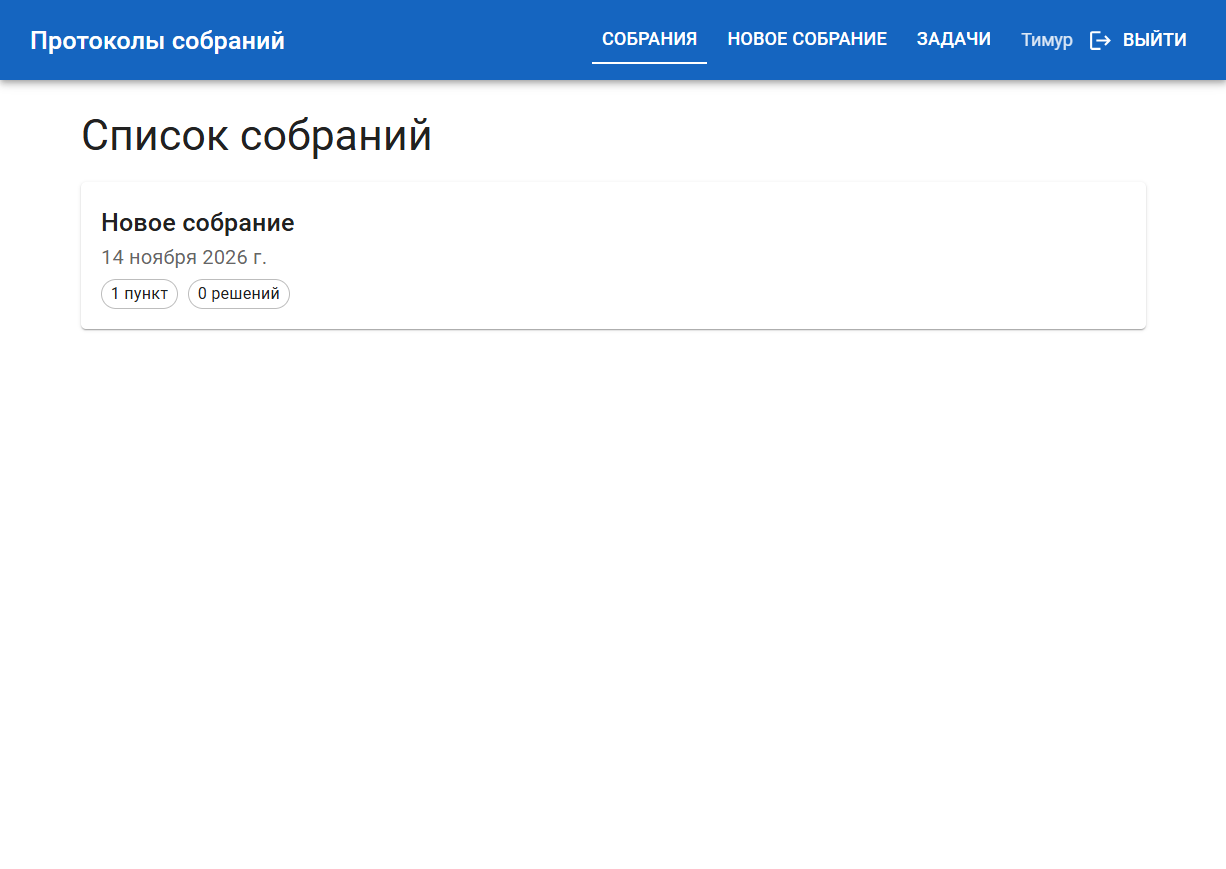 Протоколы собраний
СОБРАНИЯ НОВОЕ СОБРАНИЕ ЗАДАЧИ Тимур ВЫЙТИ
Список собраний
Новое собрание
14 ноября 2026 г.
1 пункт 0 решений